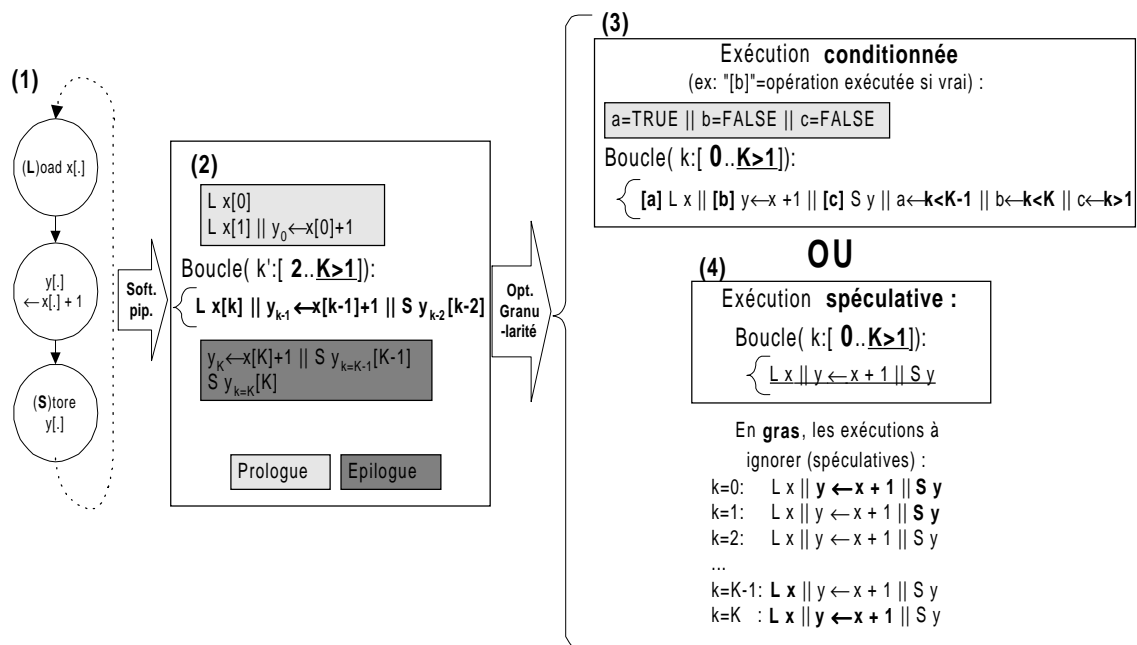 (1)
(L)oad x[.]
y[.]
← x[.] + 1
(S)tore
y[.]
Soft.
pip.
(2)
L x[0]
L x[1] || y0←x[0]+1
Boucle( k':[ 2..K>1]):
L x[k] || yk-1 ←x[k-1]+1 || S yk-2[k-2]
yK←x[K]+1 || S yk=K-1[K-1]
S yk=K[K]
Prologue
Epilogue
Opt.
Granu
-larité
(3)
Exécution conditionnée
(ex: "[b]"=opération exécutée si vrai) :
a=TRUE || b=FALSE || c=FALSE
Boucle( k:[ 0..K>1]):
[a] L x || [b] y←x +1 || [c] S y || a←k<K-1 || b←k<K || c←k>1
OU
(4)
Exécution spéculative :
Boucle( k:[ 0..K>1]):
L x || y ← x + 1 || S y
En gras, les exécutions à
ignorer (spéculatives) :
k=0: L x || y ← x + 1 || S y
k=1: L x || y ← x + 1 || S y
k=2: L x || y ← x + 1 || S y
...
k=K-1: L x || y ← x + 1 || S y
k=K : L x || y ← x + 1 || S y